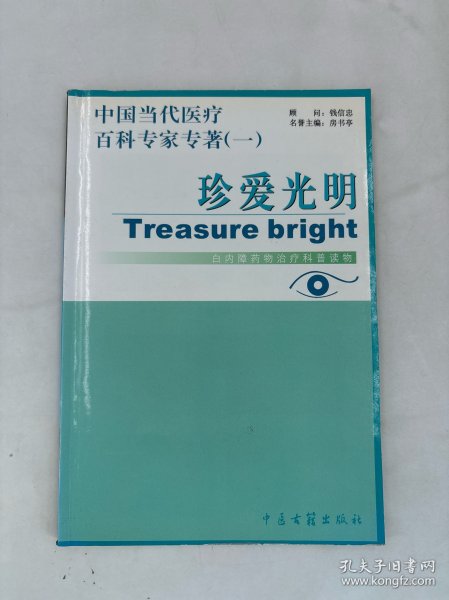 中国当代医疗
百科专家专著(一)
顾 问：钱信忠
名誉主编：房书亭
珍爱光明
Treasure bright
白内障药物治疗科普读物
中医古籍出版社
孔夫子旧书网
www.kongfz.com